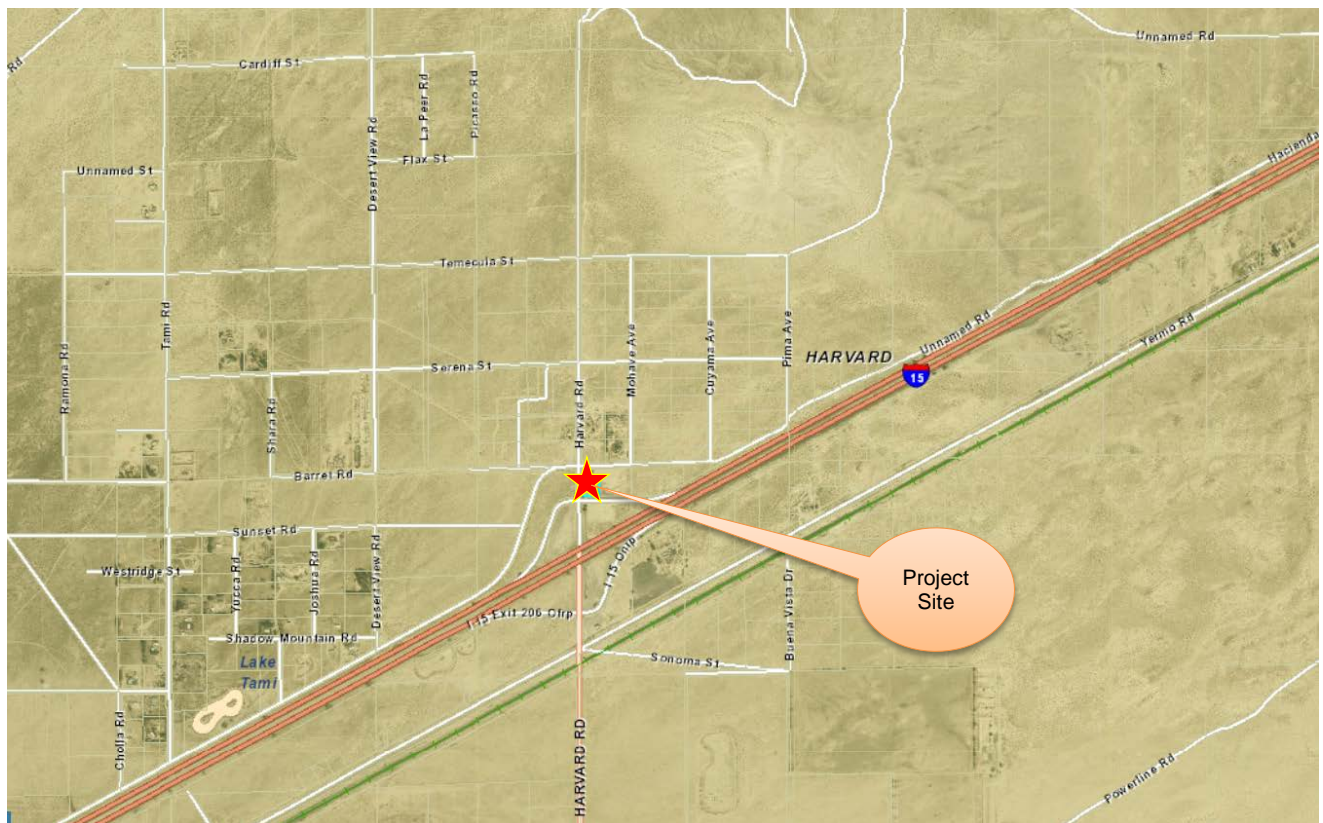 Rd
Unnamed Rd
Cardiff St
La Peer Rd
Picasso Rd
Desert View Rd
Flax St
Unnamed St
Hacienda
Temecula St
Tami Rd
Unnamed Rd
Yermo Rd
Ramona Rd
Serena St
Mohave Ave
Cuyama Ave
Pima Ave
HARVARD
15
Shara Rd
Harvard Rd
Barret Rd
Sunset Rd
Westridge St
Yucca Rd
Joshua Rd
Desert View Rd
I-15 Onrp
Project
Site
I-15 Exit 206 Ofrp
Shadow Mountain Rd
Buena Vista Dr
Sonoma St
Lake
Tami
Cholla Rd
HARVARD RD
Powerline Rd